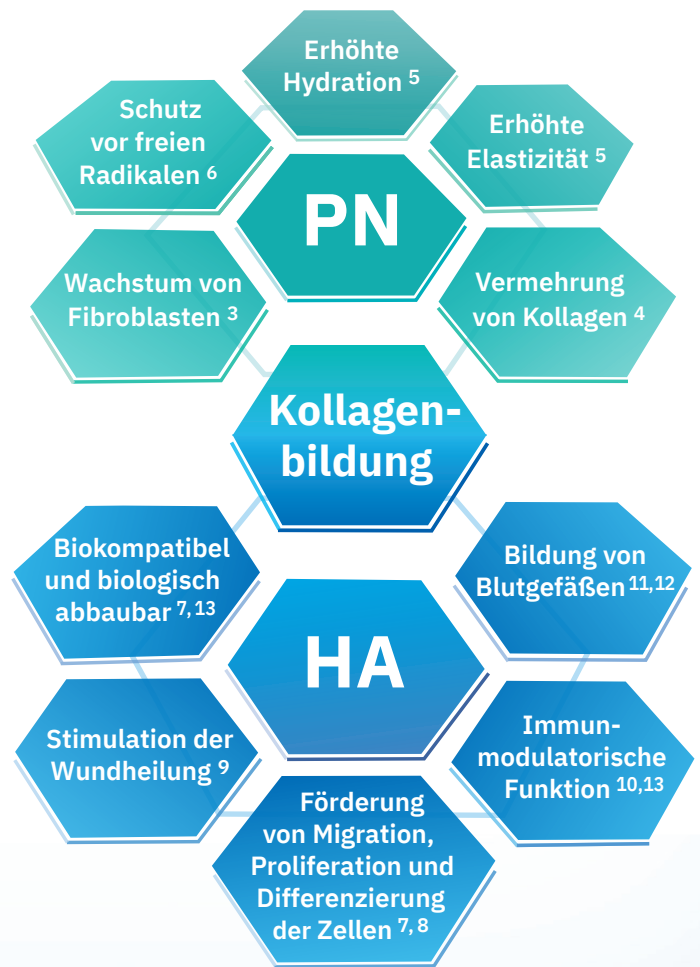 Erhöhte
Hydration 5
Schutz
vor freien
Radikalen 6
Erhöhte
Elastizität 5
PN
Wachstum von
Fibroblasten 3
Vermehrung
von Kollagen 4
Kollagen-
bildung
Biokompatibel
und biologisch
abbaubar 7, 13
Bildung von
Blutgefäßen 11,12
HA
Stimulation der
Wundheilung 9
Immun-
modulatorische
Funktion 10,13
Förderung
von Migration,
Proliferation und
Differenzierung
der Zellen 7, 8